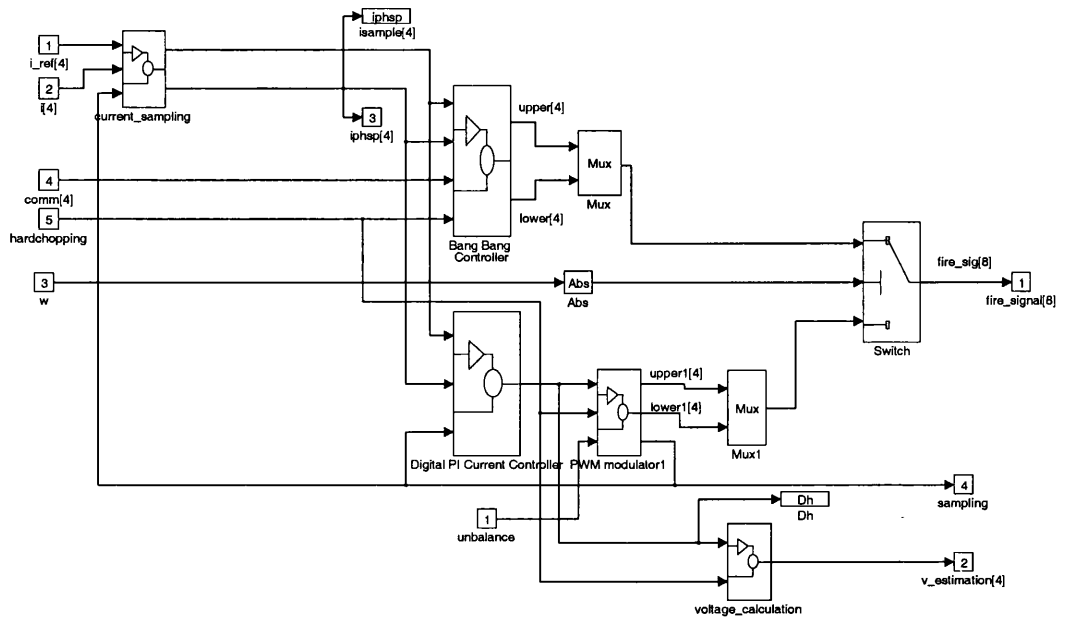 iphsp
isample[4]
1
i_ref[4]
2
i[4]
current_sampling
3
iphsp[4]
upper[4]
Mux
Mux
4
comm[4]
5
hardchopping
lower[4]
Bang Bang
Controller
3
w
Abs
Abs
fire_sig[8]
1
fire_signal[8]
Switch
upper1[4]
lower1[4]
Mux
Mux1
Digital PI Current Controller
PWM modulator1
4
sampling
1
unbalance
Dh
Dh
2
v_estimation[4]
voltage_calculation